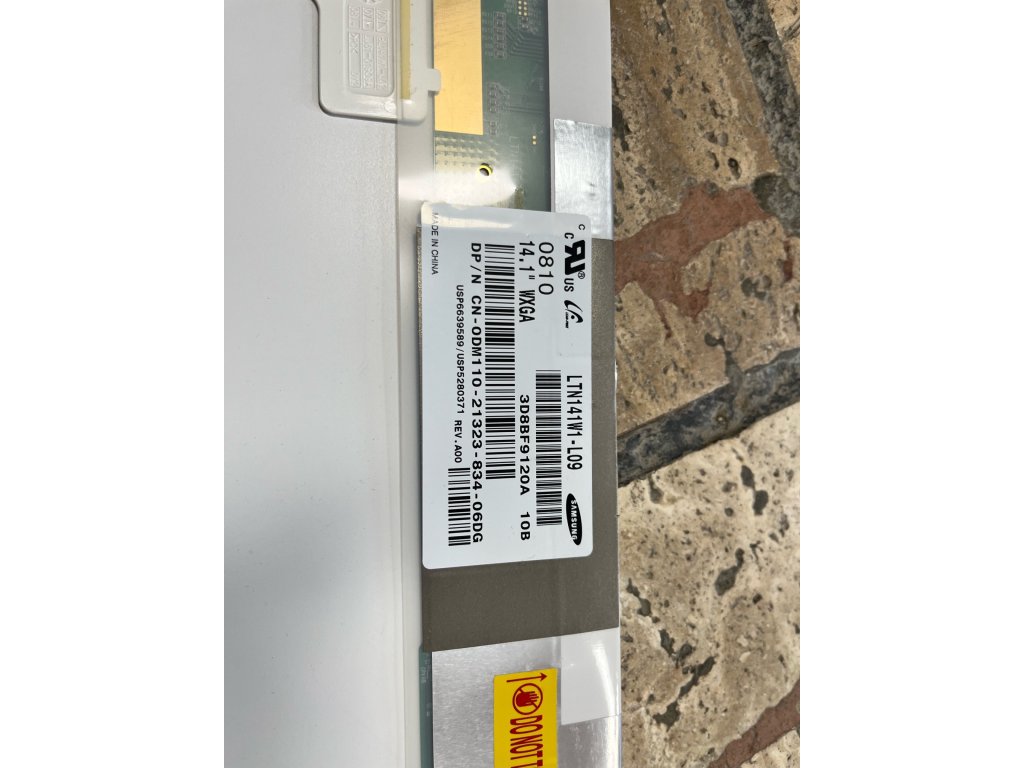 C
C US ®
LTN141W1-L09
SAMSUNG
0810
14.1" WXGA
3D8BF9120A 10B
DP/N CN-0DM110-21323-834-06DG
USP6639589/USP5280371 REV.A00
MADE IN CHINA
DO NOT T